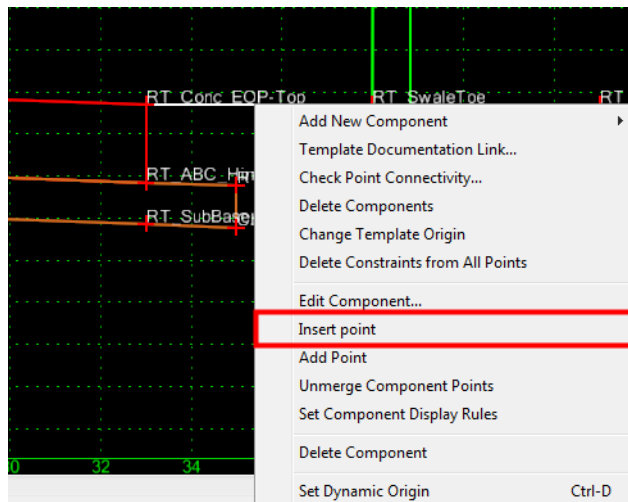 RT_Conc_EOP-Top RT_SwaleToe RT
RT_ABC_
RT_SubBase
Add New Component
Template Documentation Link...
Check Point Connectivity...
Delete Components
Change Template Origin
Delete Constraints from All Points
Edit Component...
Insert point
Add Point
Unmerge Component Points
Set Component Display Rules
Delete Component
Set Dynamic Origin Ctrl-D
32 34